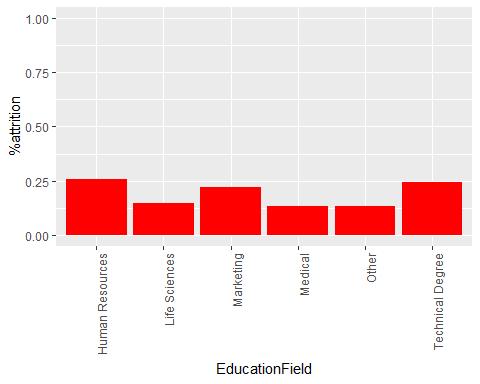 1.00
0.75
0.50
0.25
0.00
%attrition
Human Resources
Life Sciences
Marketing
Medical
Other
Technical Degree
EducationField